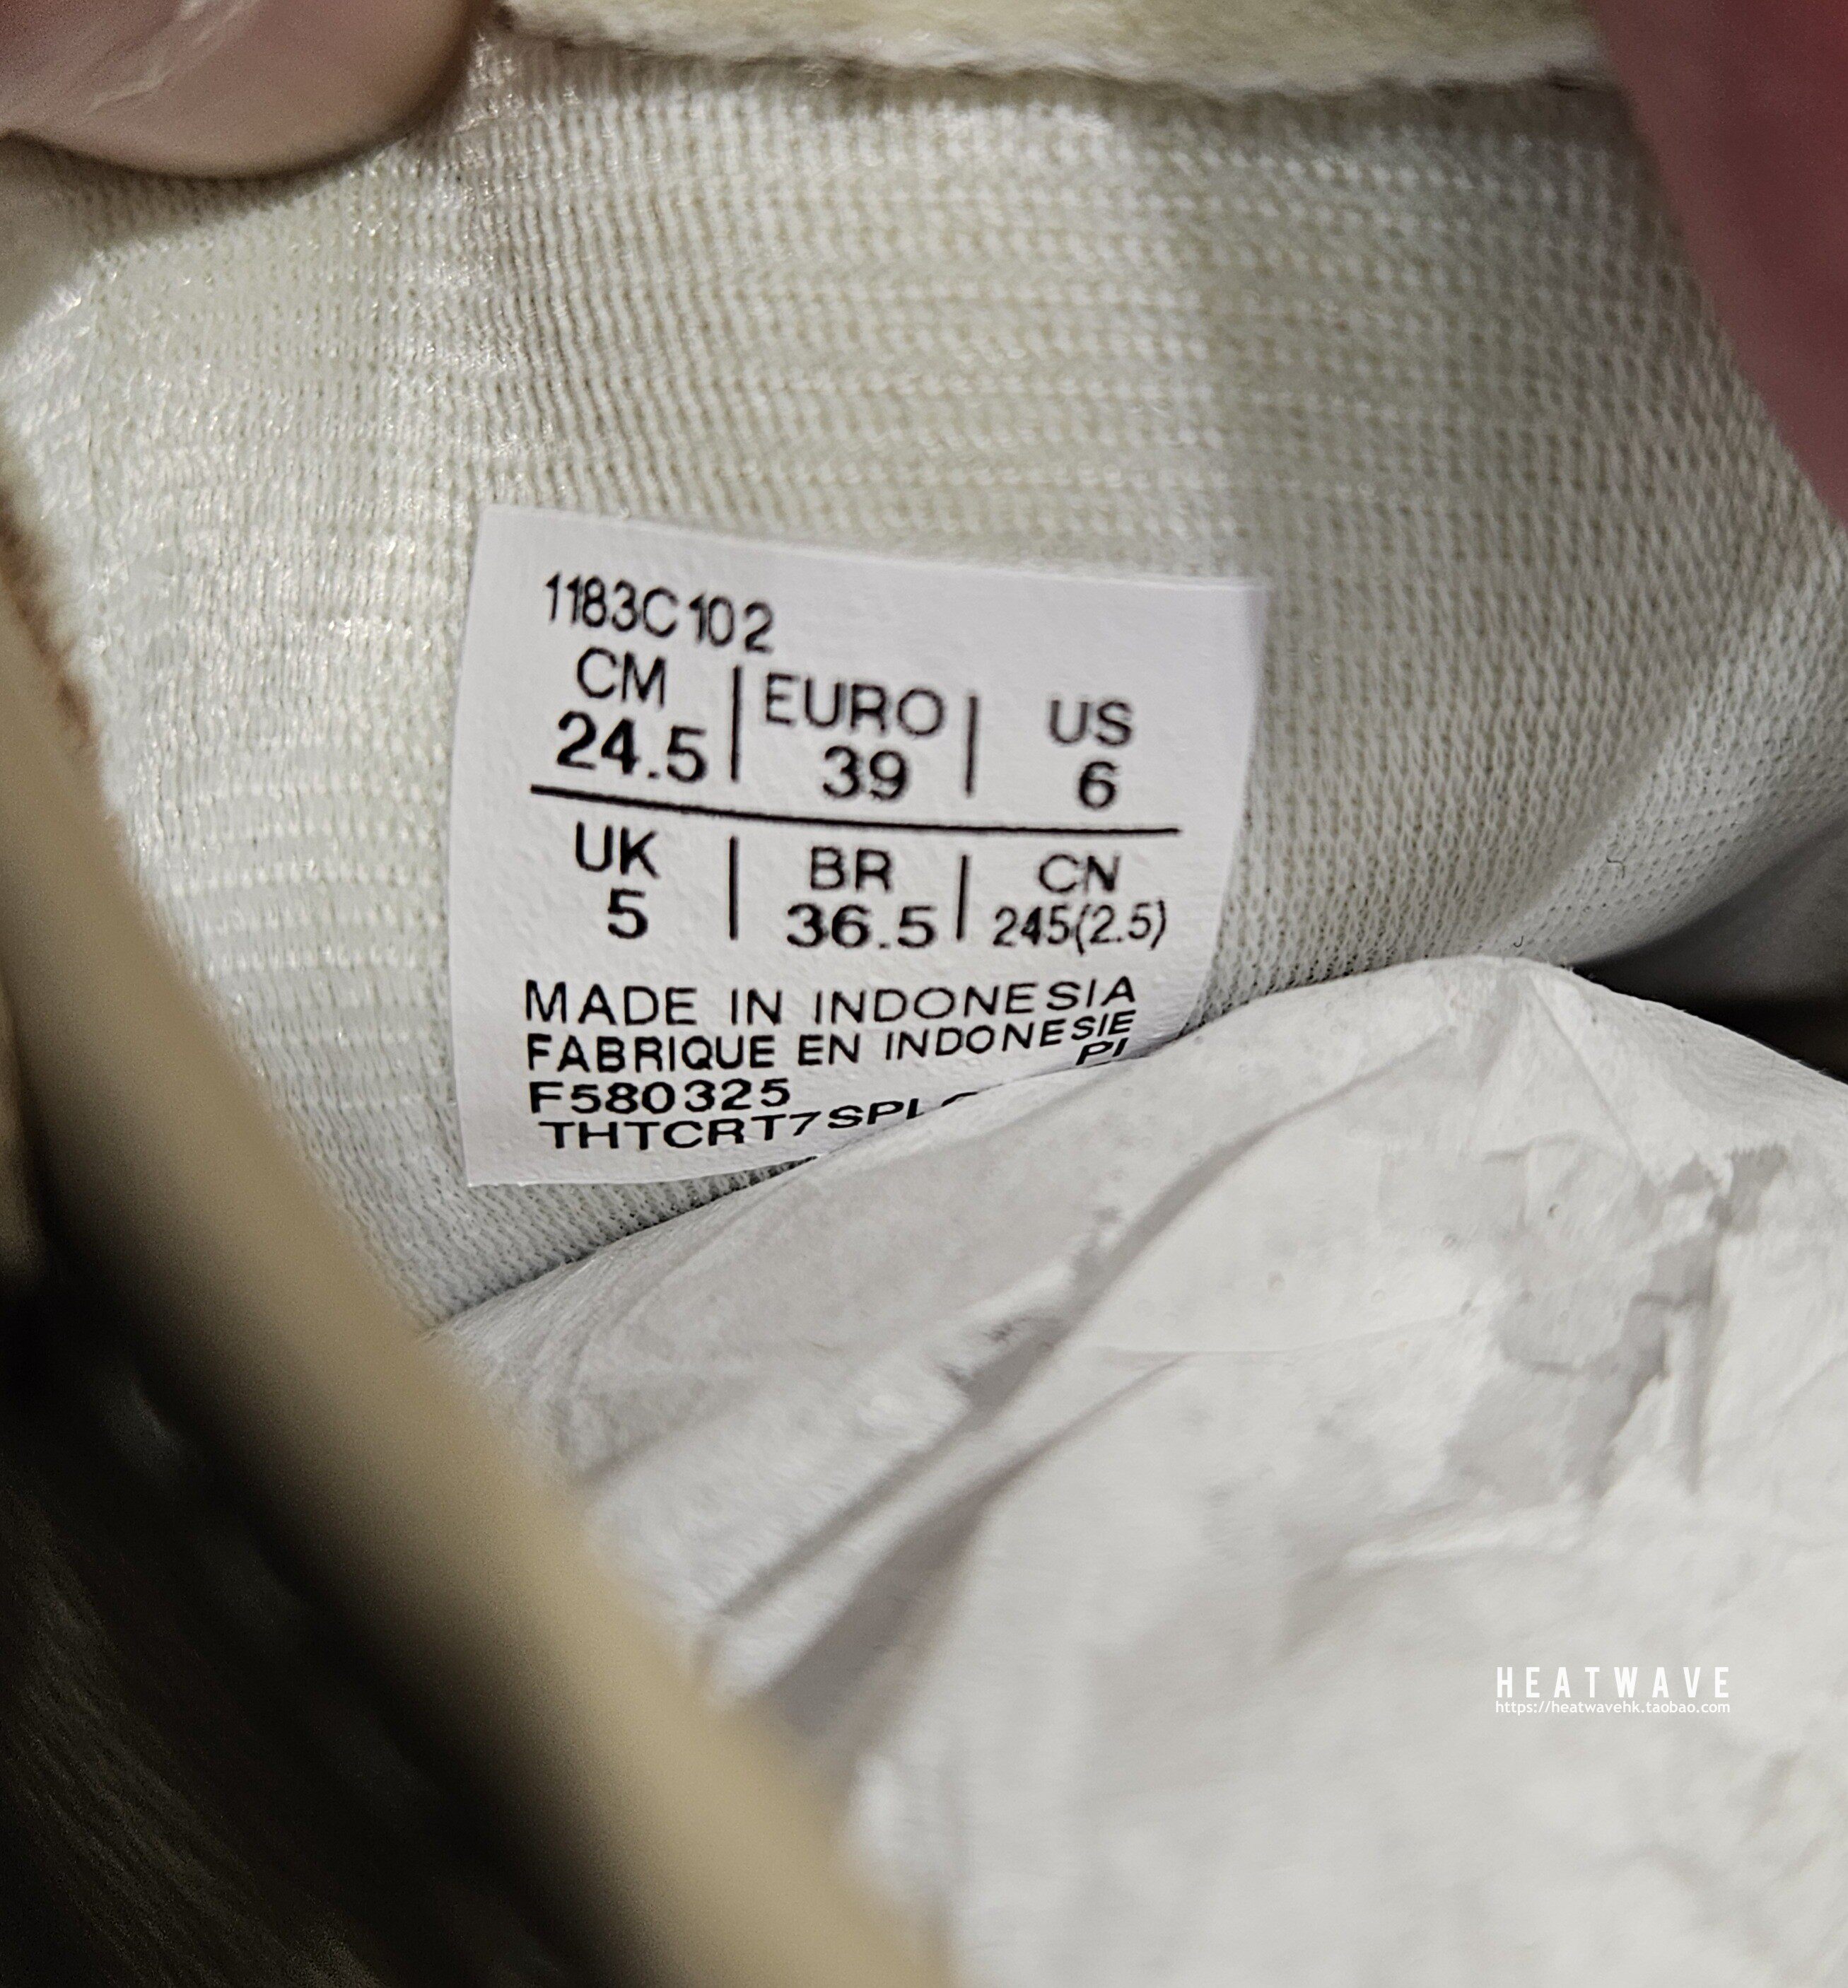 1183C102
CM | EURO | US
24.5 | 39 | 6
UK | BR | CN
5 | 36.5 | 245(2.5)
MADE IN INDONESIA
FABRIQUE EN INDONESIE
F580325 PI
HEATWAVE
https://heatwavehk.taobao.com